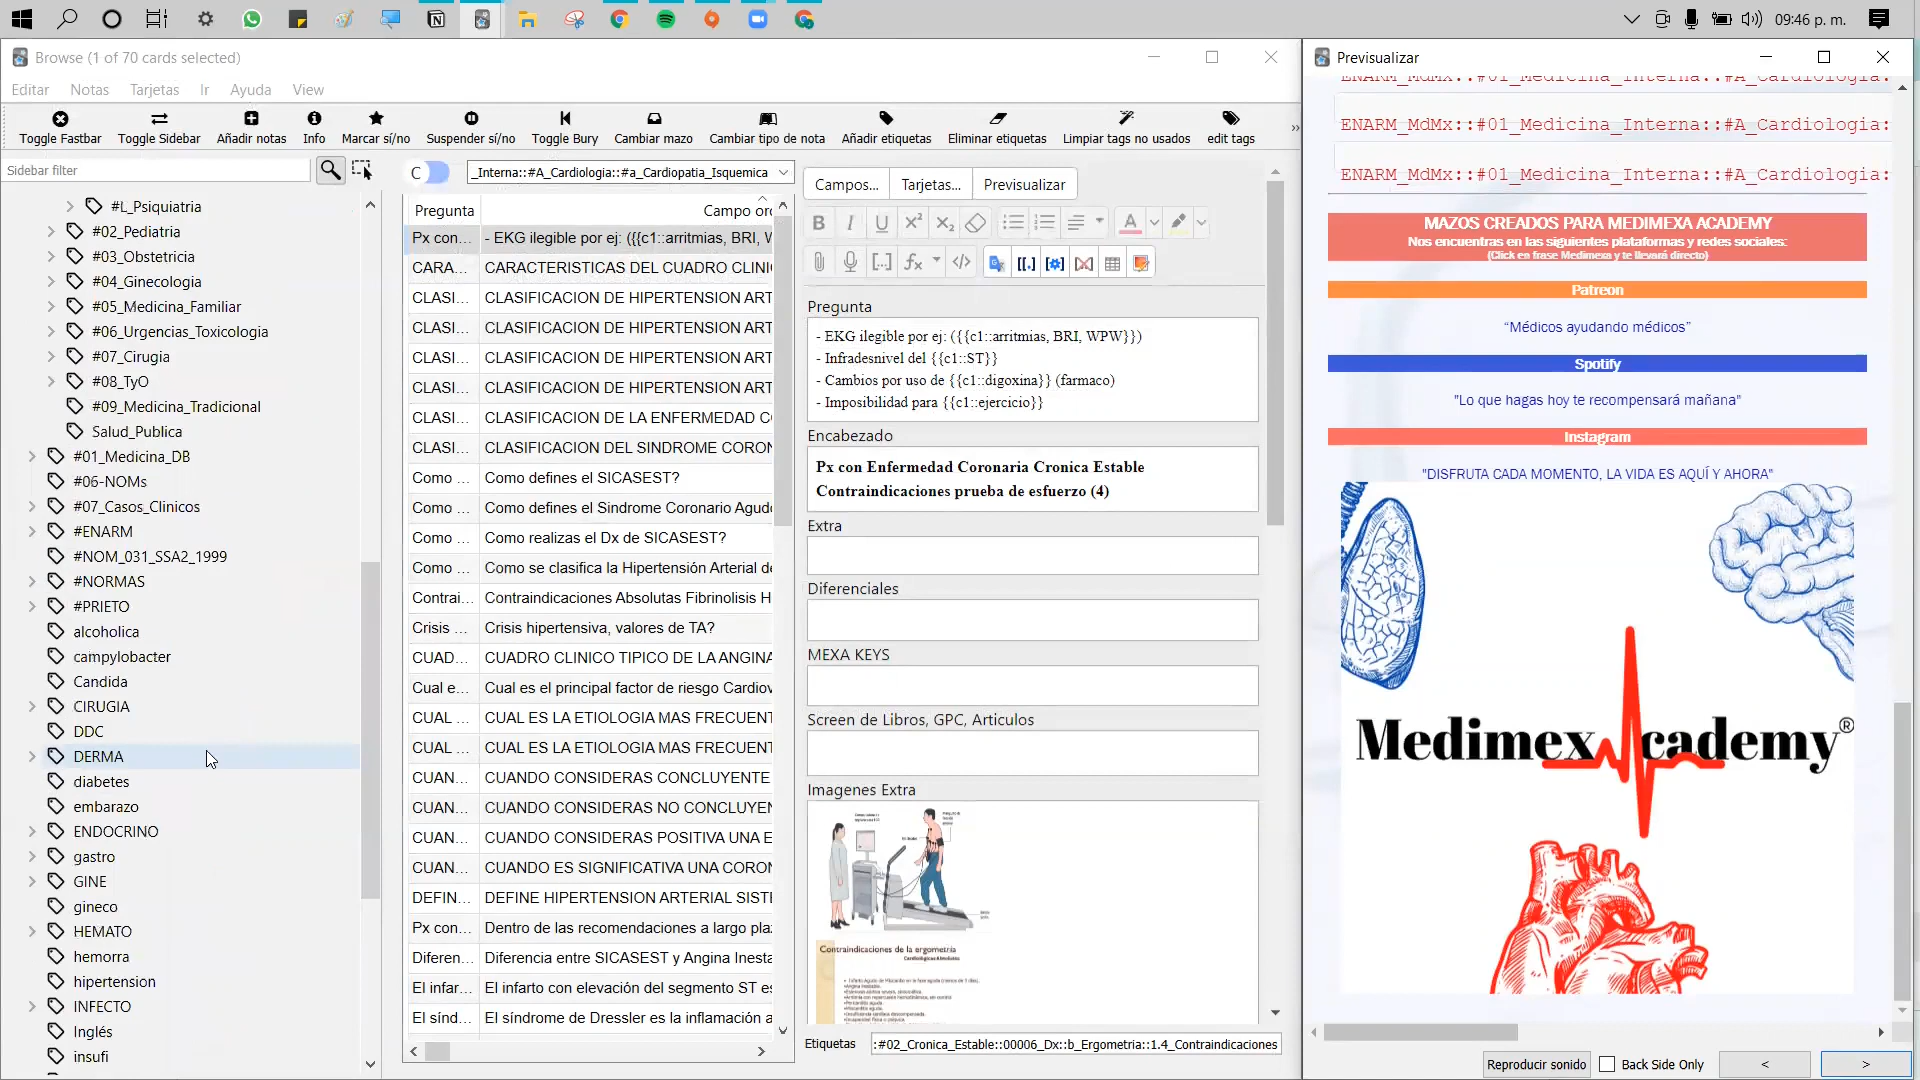 09:46 p. m.
Browse (1 of 70 cards selected)
Editar Notas Tarjetas Ir Ayuda View
Toggle Fastbar Toggle Sidebar Añadir notas Info Marcar sí/no Suspender sí/no Toggle Bury Cambiar mazo Cambiar tipo de nota Añadir etiquetas Eliminar etiquetas Limpiar tags no usados edit tags
Sidebar filter
#L_Psiquiatria
#02_Pediatria
#03_Obstetricia
#04_Ginecologia
#05_Medicina_Familiar
#06_Urgencias_Toxicologia
#07_Cirugia
#08_TyO
#09_Medicina_Tradicional
Salud_Publica
#01_Medicina_DB
#06-NOMs
#07_Casos_Clinicos
#ENARM
#NOM_031_SSA2_1999
#NORMAS
#PRIETO
alcoholica
campylobacter
Candida
CIRUGIA
DDC
DERMA
diabetes
embarazo
ENDOCRINO
gastro
GINE
gineco
HEMATO
hemorra
hipertension
INFECTO
Inglés
insufi
C _Interna::#A_Cardiologia::#a_Cardiopatia_Isquemica
Pregunta Campo or
Px con... - EKG ilegible por ej: ({{c1::arritmias, BRI, W
CARA... CARACTERISTICAS DEL CUADRO CLINI
CLASI... CLASIFICACION DE HIPERTENSION ART
CLASI... CLASIFICACION DE HIPERTENSION ART
CLASI... CLASIFICACION DE HIPERTENSION ART
CLASI... CLASIFICACION DE HIPERTENSION ART
CLASI... CLASIFICACION DE LA ENFERMEDAD C
CLASI... CLASIFICACION DEL SINDROME CORON
Como ... Como defines el SICASEST?
Como ... Como defines el Sindrome Coronario Agud
Como ... Como realizas el Dx de SICASEST?
Como ... Como se clasifica la Hipertensión Arterial de
Contrai... Contraindicaciones Absolutas Fibrinolisis H
Crisis ... Crisis hipertensiva, valores de TA?
CUAD... CUADRO CLINICO TIPICO DE LA ANGINA
Cual e... Cual es el principal factor de riesgo Cardiov
CUAL ... CUAL ES LA ETIOLOGIA MAS FRECUENT
CUAL ... CUAL ES LA ETIOLOGIA MAS FRECUENT
CUAN... CUANDO CONSIDERAS CONCLUYENTE
CUAN... CUANDO CONSIDERAS NO CONCLUYEN
CUAN... CUANDO CONSIDERAS POSITIVA UNA E
CUAN... CUANDO ES SIGNIFICATIVA UNA CORON
DEFIN... DEFINE HIPERTENSION ARTERIAL SISTE
Px con... Dentro de las recomendaciones a largo pla
Diferen... Diferencia entre SICASEST y Angina Inesta
El infar... El infarto con elevación del segmento ST es
El sínd... El síndrome de Dressler es la inflamación a
Campos... Tarjetas... Previsualizar
Pregunta
- EKG ilegible por ej: ({{c1::arritmias, BRI, WPW}})
- Infradesnivel del {{c1::ST}}
- Cambios por uso de {{c1::digoxina}} (farmaco)
- Imposibilidad para {{c1::ejercicio}}
Encabezado
Px con Enfermedad Coronaria Cronica Estable
Contraindicaciones prueba de esfuerzo (4)
Extra
Diferenciales
MEXA KEYS
Screen de Libros, GPC, Articulos
Imagenes Extra
Contraindicaciones de la ergometría
Etiquetas :#02_Cronica_Estable::00006_Dx::b_Ergometria::1.4_Contraindicaciones
Previsualizar
ENARM_MdMx::#01_Medicina_Interna::#A_Cardiologia:
ENARM_MdMx::#01_Medicina_Interna::#A_Cardiologia:
ENARM_MdMx::#01_Medicina_Interna::#A_Cardiologia:
MAZOS CREADOS PARA MEDIMEXA ACADEMY
Nos encuentras en las siguientes plataformas y redes sociales:
(Click en frase Medimexa y te llevará directo)
Patreon
“Médicos ayudando médicos”
Spotify
"Lo que hagas hoy te recompensará mañana"
Instagram
"DISFRUTA CADA MOMENTO, LA VIDA ES AQUÍ Y AHORA"
Medimex cademy®
Reproducir sonido Back Side Only < >